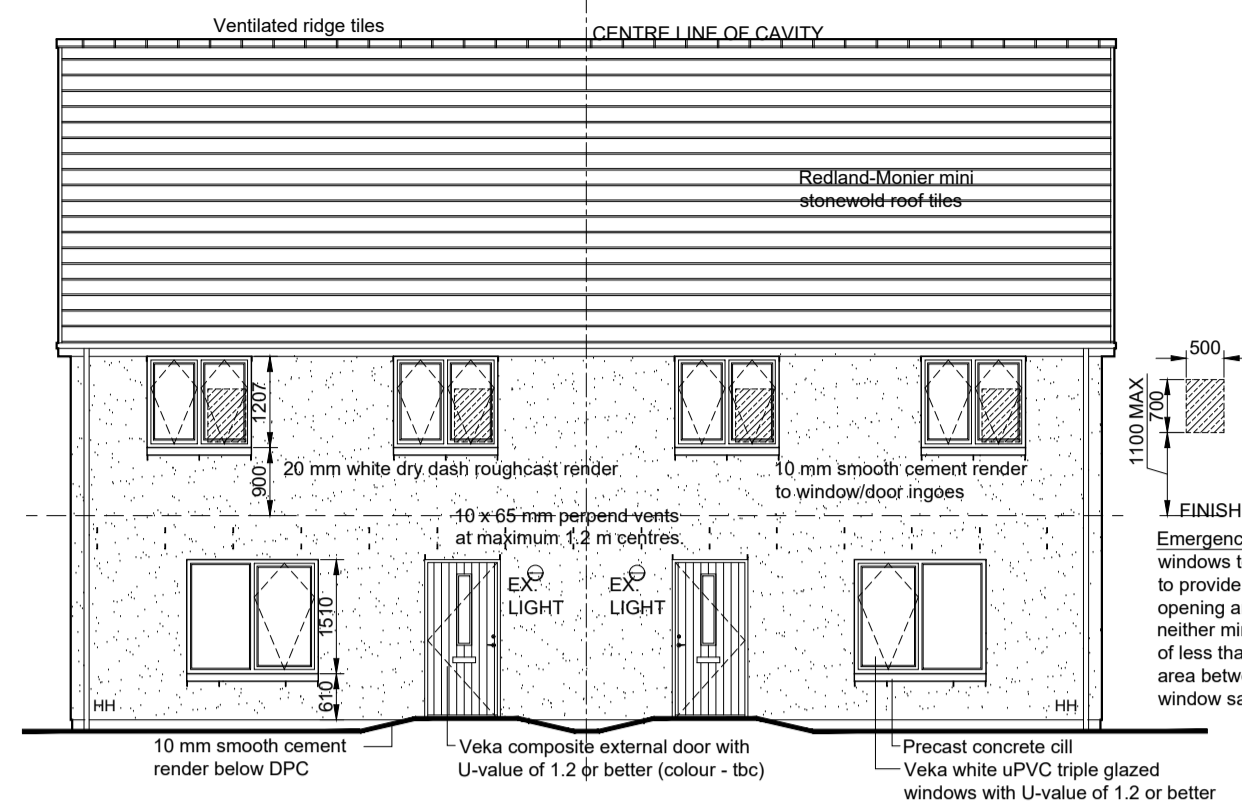 Ventilated ridge tiles
CENTRE LINE OF CAVITY
Redland-Monier mini
stonewold roof tiles
500
1100 MAX
700
1207
900
20 mm white dry dash roughcast render
10 mm smooth cement render
to window/door ingoes
10 x 65 mm perpend vents
at maximum 1.2 m centres.
FINISH
Emergenc
windows t
to provide
opening a
neither mi
of less tha
area betw
window sa
EX.
LIGHT
EX.
LIGHT
1510
610
HH
HH
10 mm smooth cement
render below DPC
Veka composite external door with
U-value of 1.2 or better (colour - tbc)
Precast concrete cill
Veka white uPVC triple glazed
windows with U-value of 1.2 or better